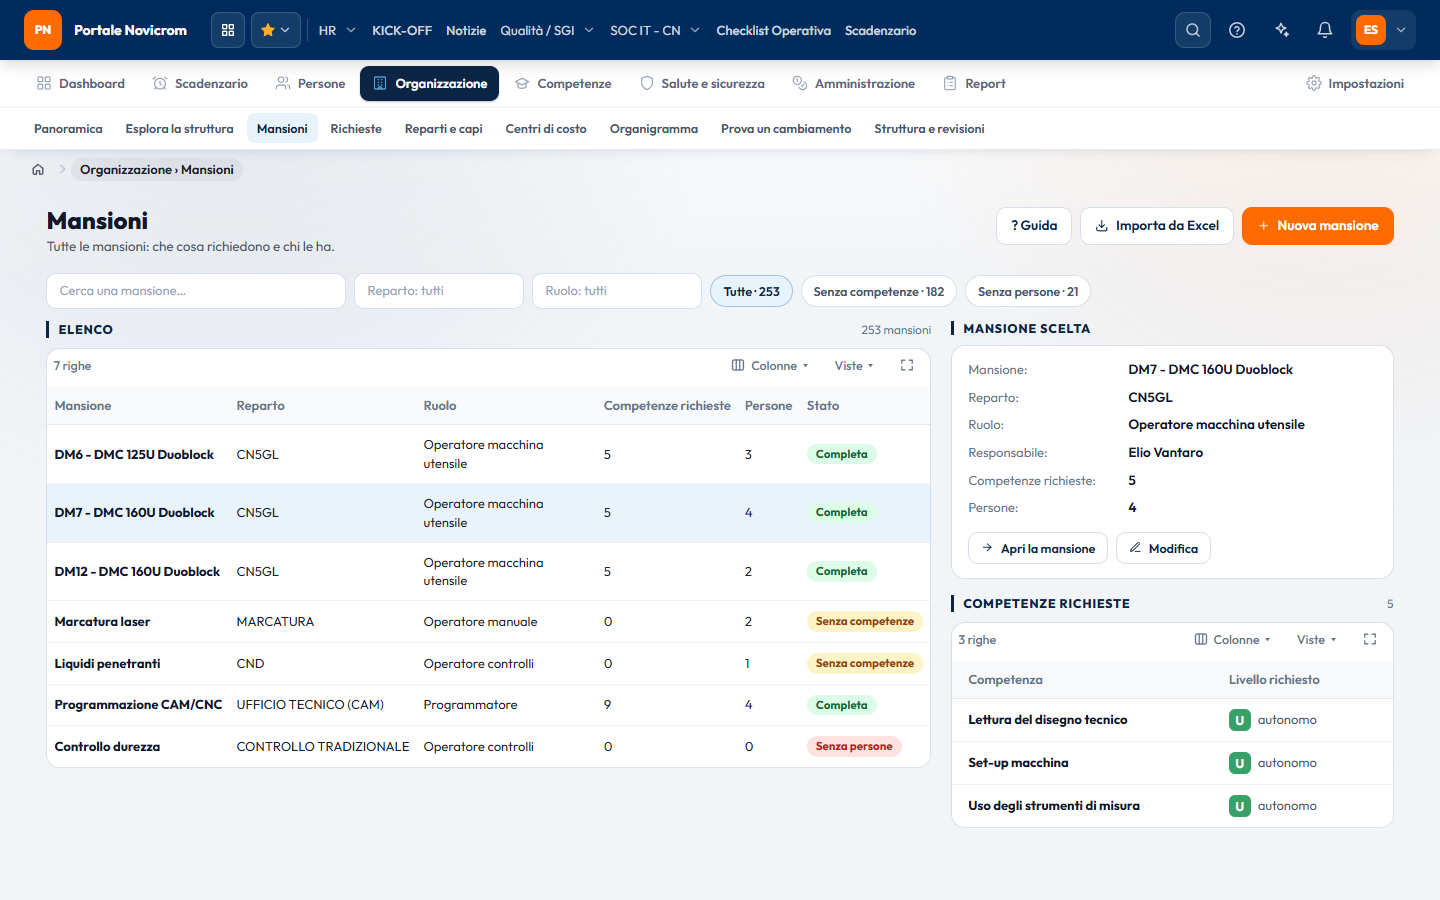 PN Portale Novicrom HR KICK-OFF Notizie Qualità / SGI SOC IT - CN Checklist Operativa Scadenzario ES
Dashboard Scadenzario Persone Organizzazione Competenze Salute e sicurezza Amministrazione Report Impostazioni
Panoramica Esplora la struttura Mansioni Richieste Reparti e capi Centri di costo Organigramma Prova un cambiamento Struttura e revisioni
Organizzazione › Mansioni
Mansioni
Tutte le mansioni: che cosa richiedono e chi le ha.
? Guida Importa da Excel + Nuova mansione
Cerca una mansione... Reparto: tutti Ruolo: tutti Tutte · 253 Senza competenze · 182 Senza persone · 21
ELENCO 253 mansioni
7 righe Colonne Viste
Mansione Reparto Ruolo Competenze richieste Persone Stato
DM6 - DMC 125U Duoblock CN5GL Operatore macchina utensile 5 3 Completa
DM7 - DMC 160U Duoblock CN5GL Operatore macchina utensile 5 4 Completa
DM12 - DMC 160U Duoblock CN5GL Operatore macchina utensile 5 2 Completa
Marcatura laser MARCATURA Operatore manuale 0 2 Senza competenze
Liquidi penetranti CND Operatore controlli 0 1 Senza competenze
Programmazione CAM/CNC UFFICIO TECNICO (CAM) Programmatore 9 4 Completa
Controllo durezza CONTROLLO TRADIZIONALE Operatore controlli 0 0 Senza persone
MANSIONE SCELTA
Mansione: DM7 - DMC 160U Duoblock
Reparto: CN5GL
Ruolo: Operatore macchina utensile
Responsabile: Elio Vantaro
Competenze richieste: 5
Persone: 4
Apri la mansione Modifica
COMPETENZE RICHIESTE 5
3 righe Colonne Viste
Competenza Livello richiesto
Lettura del disegno tecnico U autonomo
Set-up macchina U autonomo
Uso degli strumenti di misura U autonomo